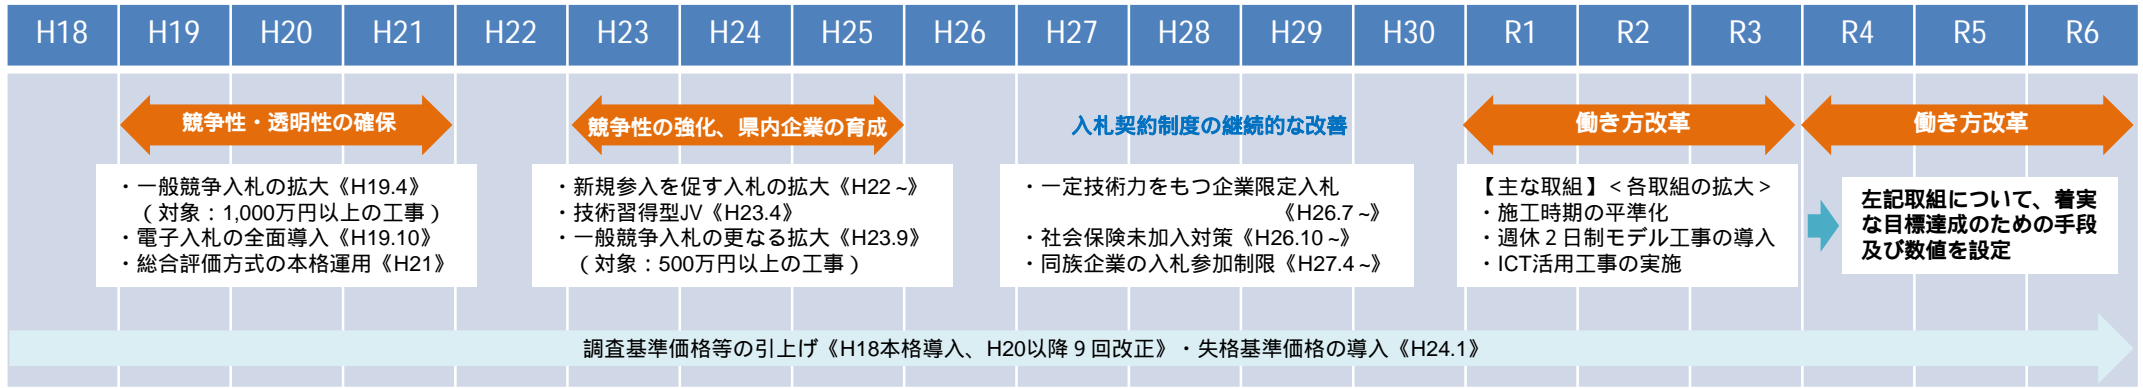 H18 H19 H20 H21 H22 H23 H24 H25 H26 H27 H28 H29 H30 R1 R2 R3 R4 R5 R6
競争性・透明性の確保
・一般競争入札の拡大《H19.4》
（対象：1,000万円以上の工事）
・電子入札の全面導入《H19.10》
・総合評価方式の本格運用《H21》
競争性の強化、県内企業の育成
・新規参入を促す入札の拡大《H22～》
・技術習得型JV《H23.4》
・一般競争入札の更なる拡大《H23.9》
（対象：500万円以上の工事）
入札契約制度の継続的な改善
・一定技術力をもつ企業限定入札
《H26.7～》
・社会保険未加入対策《H26.10～》
・同族企業の入札参加制限《H27.4～》
働き方改革
【主な取組】＜各取組の拡大＞
・施工時期の平準化
・週休２日制モデル工事の導入
・ICT活用工事の実施
働き方改革
左記取組について、着実
な目標達成のための手段
及び数値を設定
調査基準価格等の引上げ《H18本格導入、H20以降９回改正》・失格基準価格の導入《H24.1》